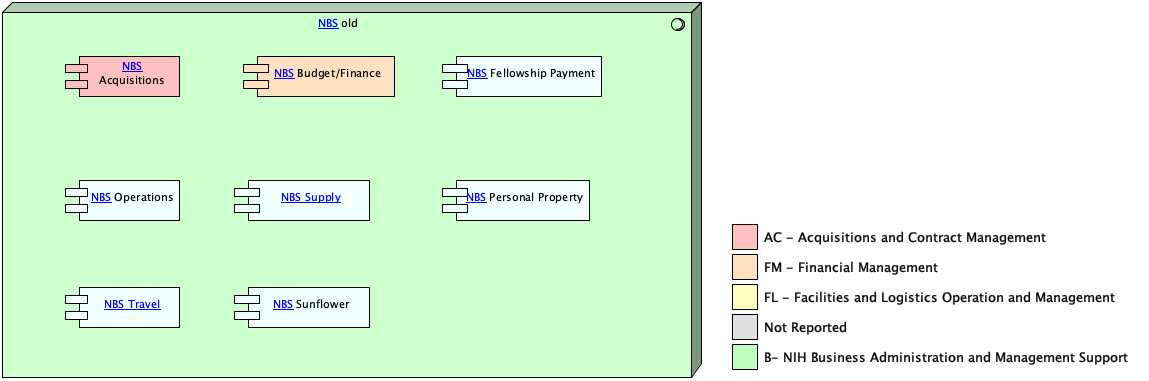 NBS old
NBS
Acquisitions
NBS Budget/Finance
NBS Fellowship Payment
NBS Operations
NBS Supply
NBS Personal Property
NBS Travel
NBS Sunflower
AC - Acquisitions and Contract Management
FM - Financial Management
FL - Facilities and Logistics Operation and Management
Not Reported
B- NIH Business Administration and Management Support